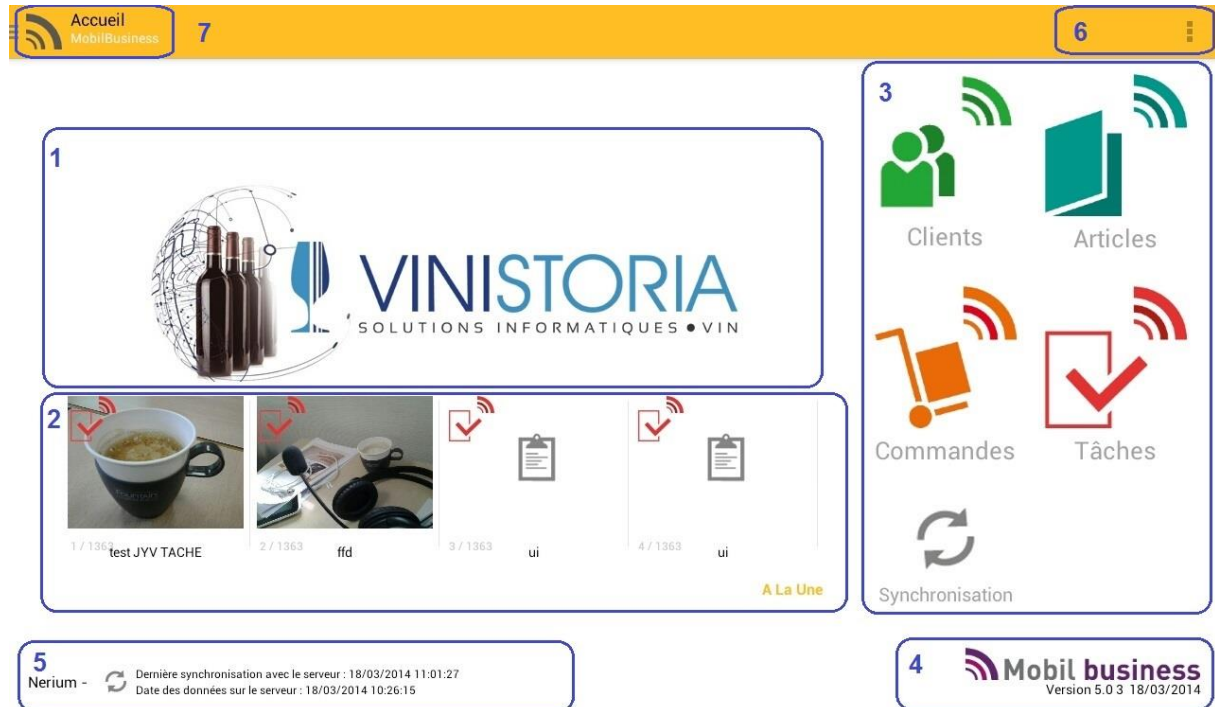 Accueil
MobilBusiness
7
6
1
VINISTORIA
SOLUTIONS INFORMATIQUES • VIN
2
1 / 1363
test JYV TACHE
2 / 1363
ffd
3 / 1363
ui
4 / 1363
ui
A La Une
3
Clients
Articles
Commandes
Tâches
Synchronisation
5
Nerium -
Dernière synchronisation avec le serveur : 18/03/2014 11:01:27
Date des données sur le serveur : 18/03/2014 10:26:15
4
Mobil business
Version 5.0 3 18/03/2014